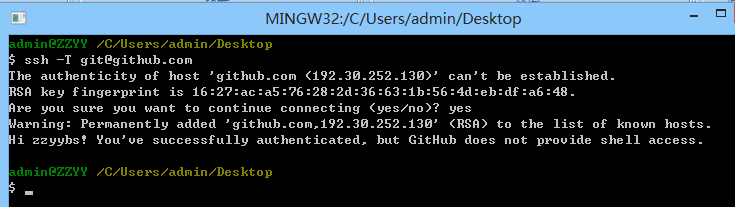 MINGW32:/C/Users/admin/Desktop
admin@ZZYY /C/Users/admin/Desktop
$ ssh -T git@github.com
The authenticity of host 'github.com (192.30.252.130)' can't be established.
RSA key fingerprint is 16:27:ac:a5:76:28:2d:36:63:1b:56:4d:eb:df:a6:48.
Are you sure you want to continue connecting (yes/no)? yes
Warning: Permanently added 'github.com,192.30.252.130' (RSA) to the list of known hosts.
Hi zzyybs! You've successfully authenticated, but GitHub does not provide shell access.
admin@ZZYY /C/Users/admin/Desktop
$